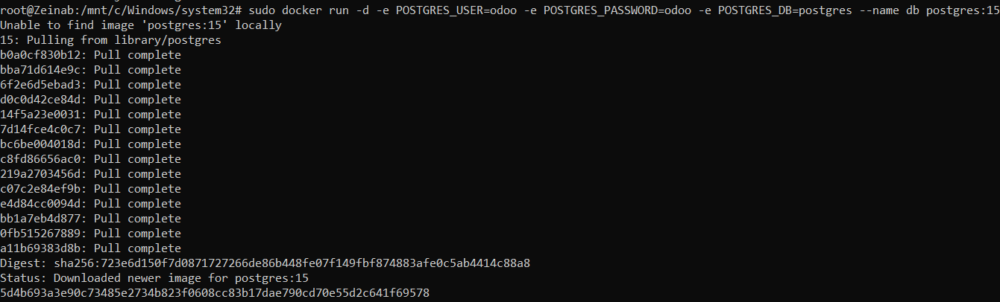 root@Zeinab:/mnt/c/Windows/system32# sudo docker run -d -e POSTGRES_USER=odoo -e POSTGRES_PASSWORD=odoo -e POSTGRES_DB=postgres --name db postgres:15
Unable to find image 'postgres:15' locally
15: Pulling from library/postgres
b0a0cf830b12: Pull complete
bba71d614e9c: Pull complete
6f2e6d5ebad3: Pull complete
d0c0d42ce84d: Pull complete
14f5a23e0031: Pull complete
7d14fce4c0c7: Pull complete
bc6be004018d: Pull complete
c8fd86656ac0: Pull complete
219a2703456d: Pull complete
c07c2e84ef9b: Pull complete
e4d84cc0094d: Pull complete
bb1a7eb4d877: Pull complete
0fb515267889: Pull complete
a11b69383d8b: Pull complete
Digest: sha256:723e6d150f7d0871727266de86b448fe07f149fbf874883afe0c5ab4414c88a8
Status: Downloaded newer image for postgres:15
5d4b693a3e90c73485e2734b823f0608cc83b17dae790cd70e55d2c641f69578